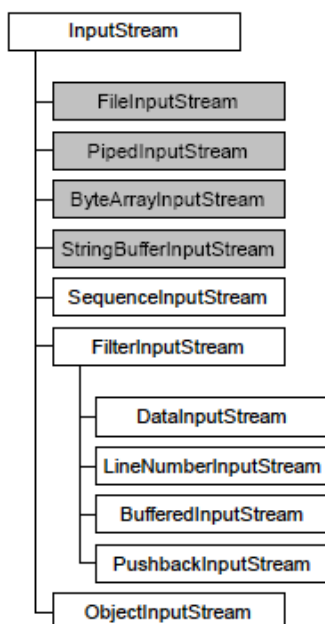 InputStream
FileInputStream
PipedInputStream
ByteArrayInputStream
StringBufferInputStream
SequenceInputStream
FilterInputStream
DataInputStream
LineNumberInputStream
BufferedInputStream
PushbackInputStream
ObjectInputStream